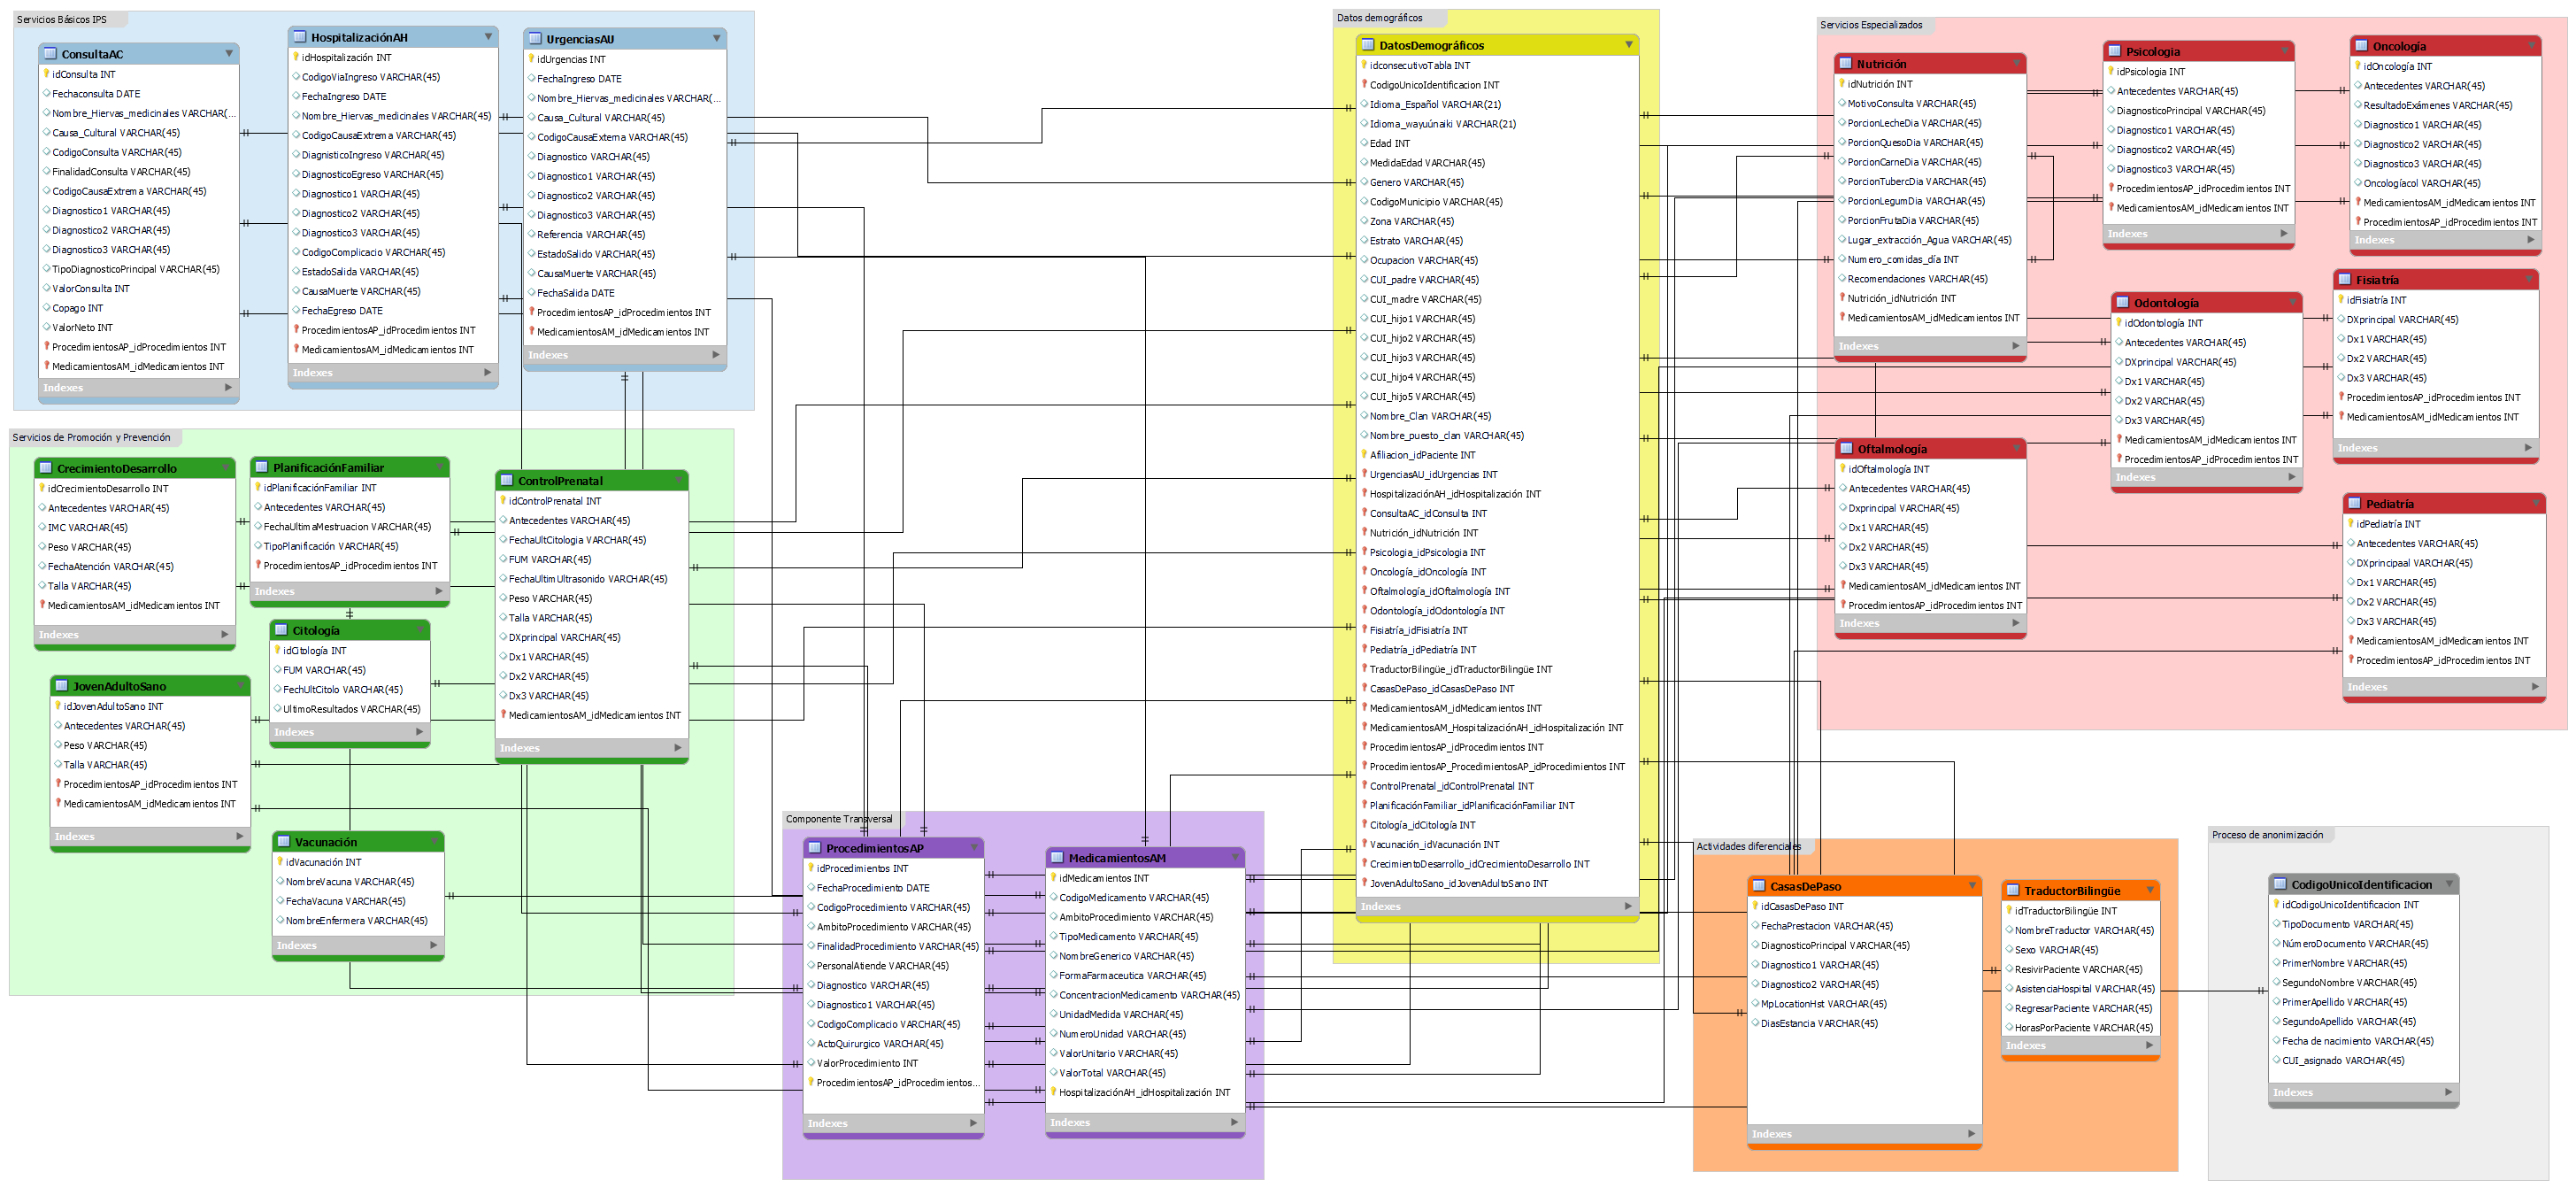 Servicios Básicos IPS
ConsultaAC
idConsulta INT
Fechaconsulta DATE
Nombre_Hiervas_medicinales VARCHAR(...
Causa_Cultural VARCHAR(45)
CodigoConsulta VARCHAR(45)
FinalidadConsulta VARCHAR(45)
CodigoCausaExtrema VARCHAR(45)
Diagnostico1 VARCHAR(45)
Diagnostico2 VARCHAR(45)
Diagnostico3 VARCHAR(45)
TipoDiagnosticoPrincipal VARCHAR(45)
ValorConsulta INT
Copago INT
ValorNeto INT
ProcedimientosAP_idProcedimientos INT
MedicamentosAM_idMedicamientos INT
Indexes
HospitalizaciónAH
idHospitalización INT
CodigoViaIngreso VARCHAR(45)
FechaIngreso DATE
Nombre_Hiervas_medicinales VARCHAR(45)
CodigoCausaExtrema VARCHAR(45)
DiagnisticoIngreso VARCHAR(45)
DiagnosticoEgreso VARCHAR(45)
Diagnostico1 VARCHAR(45)
Diagnostico2 VARCHAR(45)
Diagnostico3 VARCHAR(45)
CodigoComplicacio VARCHAR(45)
EstadoSalida VARCHAR(45)
CausaMuerte VARCHAR(45)
FechaEgreso DATE
ProcedimientosAP_idProcedimientos INT
MedicamentosAM_idMedicamientos INT
Indexes
UrgenciasAU
idUrgencias INT
FechaIngreso DATE
Nombre_Hiervas_medicinales VARCHAR(...
Causa_Cultural VARCHAR(45)
CodigoCausaExterna VARCHAR(45)
Diagnostico VARCHAR(45)
Diagnostico1 VARCHAR(45)
Diagnostico2 VARCHAR(45)
Diagnostico3 VARCHAR(45)
Referencia VARCHAR(45)
EstadoSalido VARCHAR(45)
CausaMuerte VARCHAR(45)
FechaSalida DATE
ProcedimientosAP_idProcedimientos INT
MedicamentosAM_idMedicamientos INT
Indexes
Servicios de Promoción y Prevención
CrecimientoDesarrollo
idCrecimientoDesarrollo INT
Antecedentes VARCHAR(45)
IMC VARCHAR(45)
Peso VARCHAR(45)
FechaAtención VARCHAR(45)
Talla VARCHAR(45)
MedicamentosAM_idMedicamientos INT
Indexes
PlanificaciónFamiliar
idPlanificaciónFamiliar INT
Antecedentes VARCHAR(45)
FechaUltimaMestruacion VARCHAR(45)
TipoPlanificación VARCHAR(45)
ProcedimientosAP_idProcedimientos INT
Indexes
ControlPrenatal
idControlPrenatal INT
Antecedentes VARCHAR(45)
FechaUltCitologia VARCHAR(45)
FUM VARCHAR(45)
FechaUltimUltrasonido VARCHAR(45)
Peso VARCHAR(45)
Talla VARCHAR(45)
DXprincipal VARCHAR(45)
Dx1 VARCHAR(45)
Dx2 VARCHAR(45)
Dx3 VARCHAR(45)
MedicamentosAM_idMedicamientos INT
Indexes
Citología
idCitología INT
FUM VARCHAR(45)
FechUltCitolo VARCHAR(45)
UltimoResultados VARCHAR(45)
Indexes
JovenAdultoSano
idJovenAdultoSano INT
Antecedentes VARCHAR(45)
Peso VARCHAR(45)
Talla VARCHAR(45)
ProcedimientosAP_idProcedimientos INT
MedicamentosAM_idMedicamientos INT
Indexes
Vacunación
idVacunación INT
NombreVacuna VARCHAR(45)
FechaVacuna VARCHAR(45)
NombreEnfermera VARCHAR(45)
Indexes
Componente Transversal
ProcedimientosAP
idProcedimientos INT
FechaProcedimiento DATE
CodigoProcedimiento VARCHAR(45)
AmbitoProcedimiento VARCHAR(45)
FinalidadProcedimiento VARCHAR(45)
PersonalAtiende VARCHAR(45)
Diagnostico VARCHAR(45)
Diagnostico1 VARCHAR(45)
CodigoComplicacio VARCHAR(45)
ActoQuirurgico VARCHAR(45)
ValorProcedimiento INT
ProcedimientosAP_idProcedimientos...
Indexes
MedicamientosAM
idMedicamientos INT
CodigoMedicamento VARCHAR(45)
AmbitoProcedimiento VARCHAR(45)
TipoMedicamento VARCHAR(45)
NombreGenerico VARCHAR(45)
FormaFarmaceutica VARCHAR(45)
ConcentracionMedicamento VARCHAR(45)
UnidadMedida VARCHAR(45)
NumeroUnidad VARCHAR(45)
ValorUnitario VARCHAR(45)
ValorTotal VARCHAR(45)
HospitalizaciónAH_idHospitalización INT
Indexes
Datos demográficos
DatosDemográficos
idconsecutivoTabla INT
CodigoUnicoIdentificacion INT
Idioma_Español VARCHAR(21)
Idioma_wayúunaiki VARCHAR(21)
Edad INT
MedidaEdad VARCHAR(45)
Genero VARCHAR(45)
CodigoMunicipio VARCHAR(45)
Zona VARCHAR(45)
Estrato VARCHAR(45)
Ocupacion VARCHAR(45)
CUI_padre VARCHAR(45)
CUI_madre VARCHAR(45)
CUI_hijo1 VARCHAR(45)
CUI_hijo2 VARCHAR(45)
CUI_hijo3 VARCHAR(45)
CUI_hijo4 VARCHAR(45)
CUI_hijo5 VARCHAR(45)
Nombre_Clan VARCHAR(45)
Nombre_puesto_clan VARCHAR(45)
Afiliacion_idPaciente INT
UrgenciasAU_idUrgencias INT
HospitalizaciónAH_idHospitalización INT
ConsultaAC_idConsulta INT
Nutrición_idNutrición INT
Psicologia_idPsicologia INT
Oncología_idOncología INT
Oftalmología_idOftalmología INT
Odontología_idOdontología INT
Fisiatría_idFisiatría INT
Pediatría_idPediatría INT
TraductorBilingüe_idTraductorBilingüe INT
CasasDePaso_idCasasDePaso INT
MedicamentosAM_idMedicamientos INT
MedicamentosAM_HospitalizaciónAH_idHospitalización INT
ProcedimientosAP_idProcedimientos INT
ProcedimientosAP_ProcedimientosAP_idProcedimientos INT
ControlPrenatal_idControlPrenatal INT
PlanificaciónFamiliar_idPlanificaciónFamiliar INT
Citología_idCitología INT
Vacunación_idVacunación INT
CrecimientoDesarrollo_idCrecimientoDesarrollo INT
JovenAdultoSano_idJovenAdultoSano INT
Indexes
Servicios Especializados
Nutrición
idNutrición INT
MotivoConsulta VARCHAR(45)
PorcionLecheDia VARCHAR(45)
PorcionQuesoDia VARCHAR(45)
PorcionCarneDia VARCHAR(45)
PorcionTubercDia VARCHAR(45)
PorcionLegumDia VARCHAR(45)
PorcionFrutaDia VARCHAR(45)
Lugar_extracción_Agua VARCHAR(45)
Numero_comidas_día INT
Recomendaciones VARCHAR(45)
Nutrición_idNutrición INT
MedicamentosAM_idMedicamientos INT
Indexes
Psicologia
idPsicologia INT
Antecedentes VARCHAR(45)
DiagnosticoPrincipal VARCHAR(45)
Diagnostico1 VARCHAR(45)
Diagnostico2 VARCHAR(45)
Diagnostico3 VARCHAR(45)
ProcedimientosAP_idProcedimientos INT
MedicamentosAM_idMedicamientos INT
Indexes
Oncología
idOncología INT
Antecedentes VARCHAR(45)
ResultadoExámenes VARCHAR(45)
Diagnostico1 VARCHAR(45)
Diagnostico2 VARCHAR(45)
Diagnostico3 VARCHAR(45)
Oncologíacol VARCHAR(45)
MedicamentosAM_idMedicamientos INT
ProcedimientosAP_idProcedimientos INT
Indexes
Odontología
idOdontología INT
Antecedentes VARCHAR(45)
DXprincipal VARCHAR(45)
Dx1 VARCHAR(45)
Dx2 VARCHAR(45)
Dx3 VARCHAR(45)
MedicamentosAM_idMedicamientos INT
ProcedimientosAP_idProcedimientos INT
Indexes
Fisiatría
idFisiatría INT
DXprincipal VARCHAR(45)
Dx1 VARCHAR(45)
Dx2 VARCHAR(45)
Dx3 VARCHAR(45)
ProcedimientosAP_idProcedimientos INT
MedicamentosAM_idMedicamientos INT
Indexes
Oftalmología
idOftalmología INT
Antecedentes VARCHAR(45)
Dxprincipal VARCHAR(45)
Dx1 VARCHAR(45)
Dx2 VARCHAR(45)
Dx3 VARCHAR(45)
MedicamentosAM_idMedicamientos INT
ProcedimientosAP_idProcedimientos INT
Indexes
Pediatría
idPediatría INT
Antecedentes VARCHAR(45)
DXprincipaal VARCHAR(45)
Dx1 VARCHAR(45)
Dx2 VARCHAR(45)
Dx3 VARCHAR(45)
MedicamentosAM_idMedicamientos INT
ProcedimientosAP_idProcedimientos INT
Indexes
Actividades diferenciales
CasasDePaso
idCasasDePaso INT
FechaPrestacion VARCHAR(45)
DiagnosticoPrincipal VARCHAR(45)
Diagnostico1 VARCHAR(45)
Diagnostico2 VARCHAR(45)
MpLocationHst VARCHAR(45)
DiasEstancia VARCHAR(45)
Indexes
TraductorBilingüe
idTraductorBilingüe INT
NombreTraductor VARCHAR(45)
Sexo VARCHAR(45)
ResivirPaciente VARCHAR(45)
AsistenciaHospital VARCHAR(45)
RegresarPaciente VARCHAR(45)
HorasPorPaciente VARCHAR(45)
Indexes
Proceso de anonimización
CodigoUnicoIdentificacion
idCodigoUnicoIdentificacion INT
TipoDocumento VARCHAR(45)
NúmeroDocumento VARCHAR(45)
PrimerNombre VARCHAR(45)
SegundoNombre VARCHAR(45)
PrimerApellido VARCHAR(45)
SegundoApellido VARCHAR(45)
Fecha de nacimiento VARCHAR(45)
CUI_asignado VARCHAR(45)
Indexes